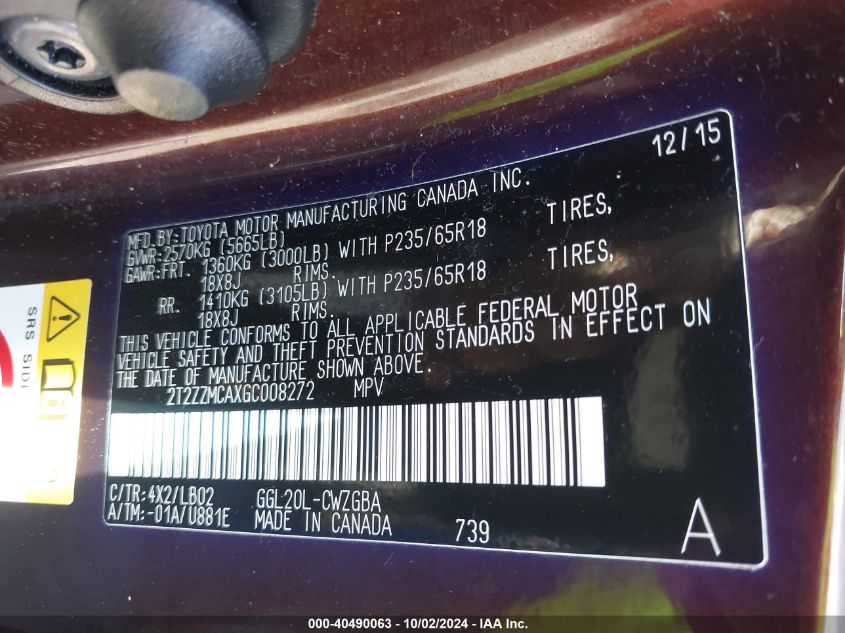 12/15
MFD.BY:TOYOTA MOTOR MANUFACTURING CANADA INC.
GVWR:2570KG (5665LB)
GAWR:FRT. 1360KG (3000LB) WITH P235/65R18 TIRES,
18X8J RIMS.
RR. 1410KG (3105LB) WITH P235/65R18 TIRES,
18X8J RIMS.
THIS VEHICLE CONFORMS TO ALL APPLICABLE FEDERAL MOTOR
VEHICLE SAFETY AND THEFT PREVENTION STANDARDS IN EFFECT ON
THE DATE OF MANUFACTURE SHOWN ABOVE.
2T2ZZMCAXGC008272 MPV
C/TR:4X2/LB02 GGL20L-CWZGBA
A/TM:-01A/U881E MADE IN CANADA 739 A
SRS SIDE
000-40490063 - 10/02/2024 - IAA Inc.